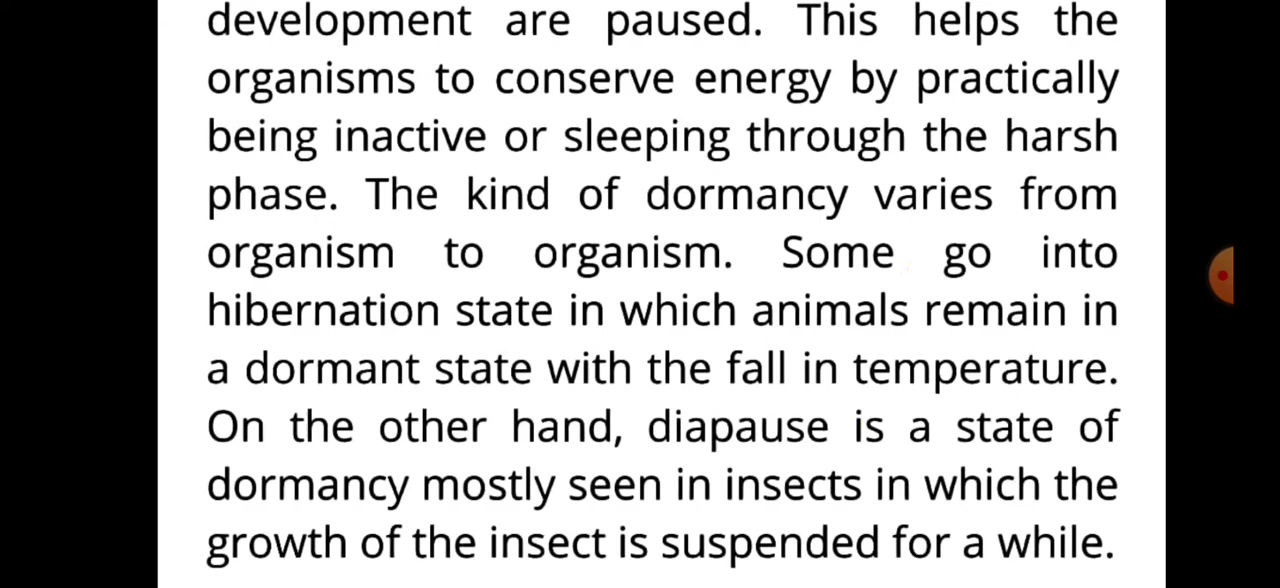 development are paused. This helps the
organisms to conserve energy by practically
being inactive or sleeping through the harsh
phase. The kind of dormancy varies from
organism to organism. Some go into
hibernation state in which animals remain in
a dormant state with the fall in temperature.
On the other hand, diapause is a state of
dormancy mostly seen in insects in which the
growth of the insect is suspended for a while.